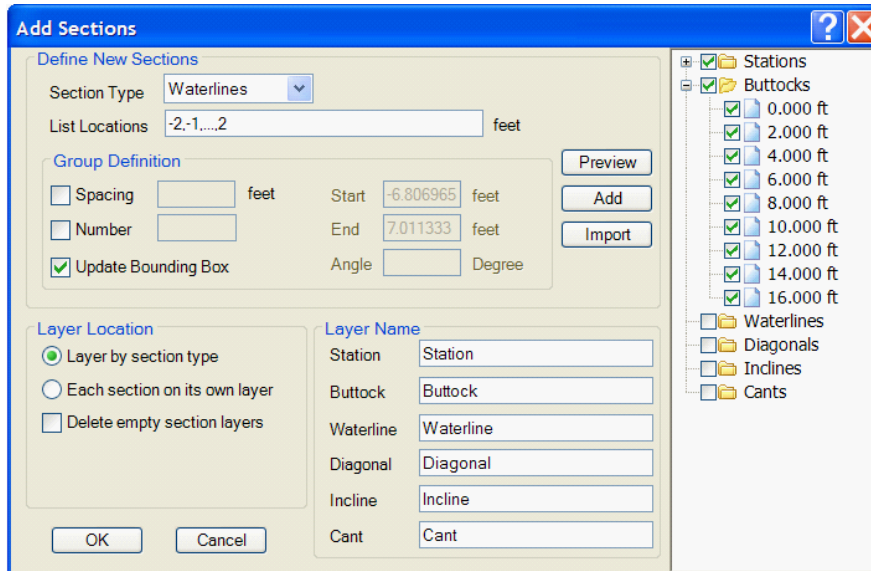 Add Sections
?
Define New Sections
Section Type Waterlines
List Locations -2,-1,...,2 feet
Group Definition
Spacing feet Start -6.806965 feet
Number End 7.011333 feet
Update Bounding Box Angle Degree
Preview
Add
Import
Layer Location
Layer by section type
Each section on its own layer
Delete empty section layers
Layer Name
Station Station
Buttock Buttock
Waterline Waterline
Diagonal Diagonal
Incline Incline
Cant Cant
OK Cancel
Stations
Buttocks
0.000 ft
2.000 ft
4.000 ft
6.000 ft
8.000 ft
10.000 ft
12.000 ft
14.000 ft
16.000 ft
Waterlines
Diagonals
Inclines
Cants